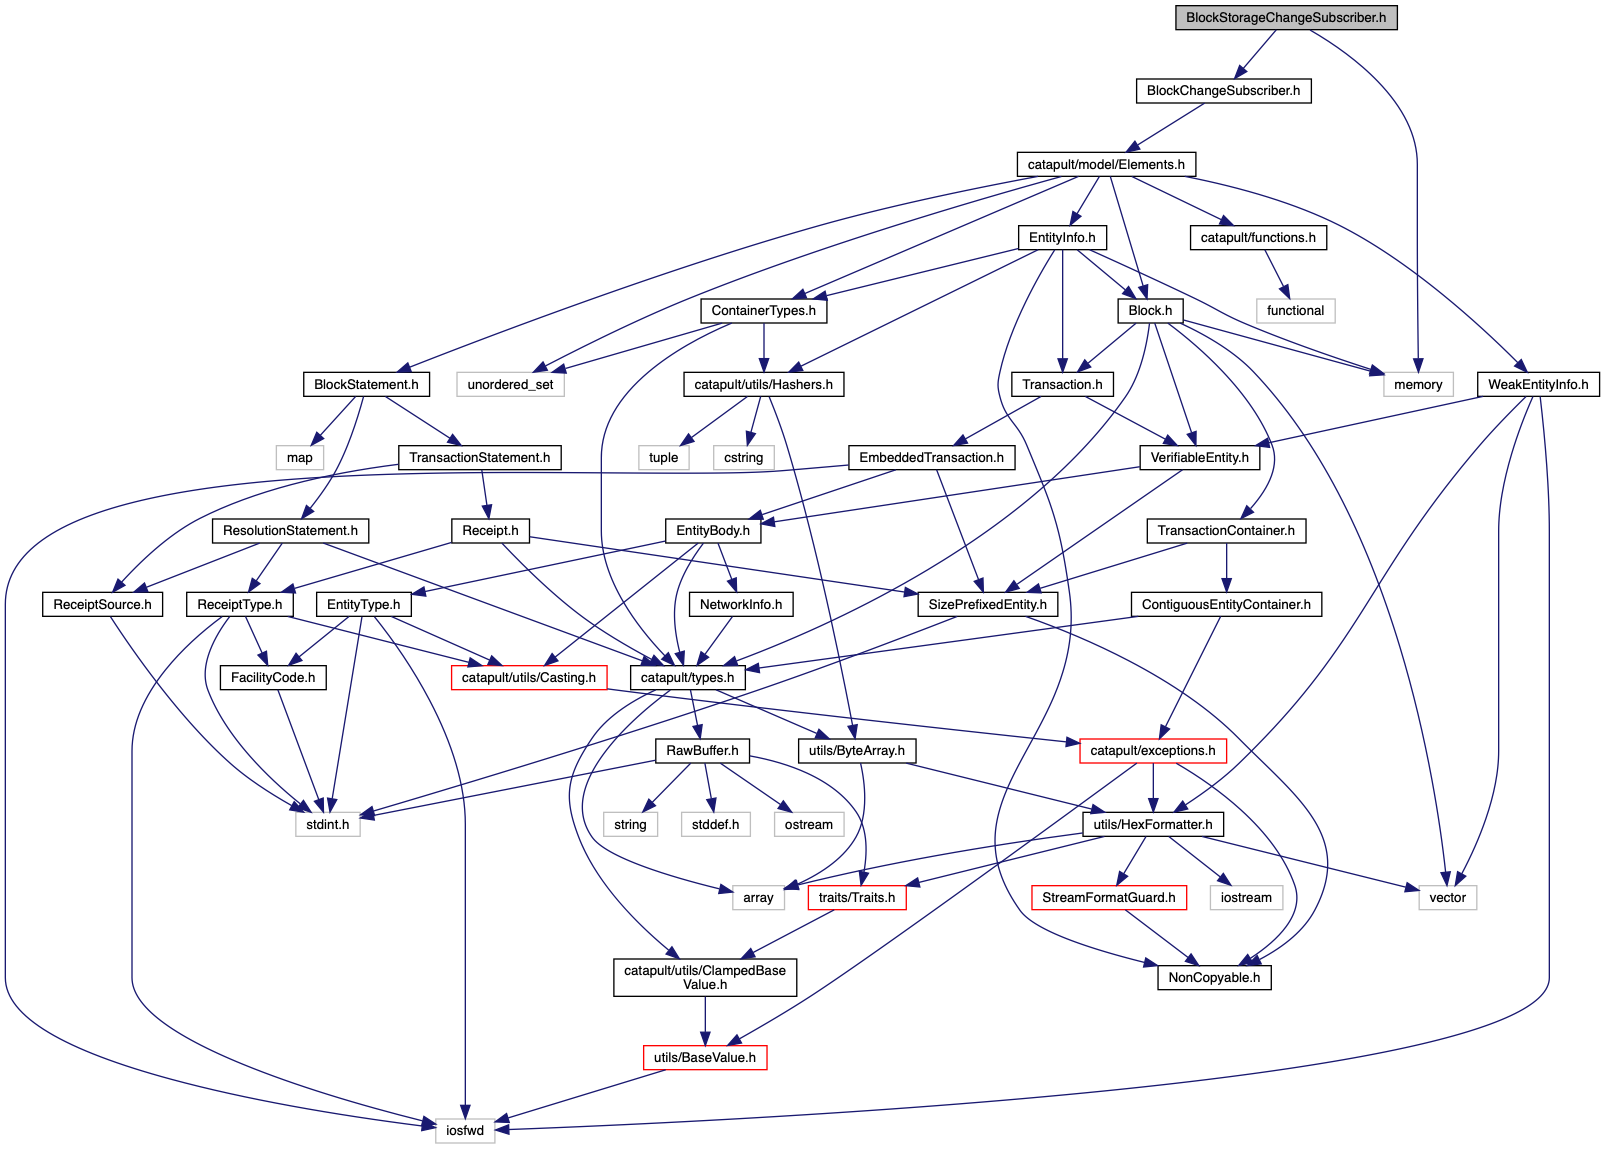 BlockStorageChangeSubscriber.h
BlockChangeSubscriber.h
catapult/model/Elements.h
EntityInfo.h
catapult/functions.h
ContainerTypes.h
Block.h
functional
BlockStatement.h
unordered_set
catapult/utils/Hashers.h
Transaction.h
memory
WeakEntityInfo.h
map
TransactionStatement.h
tuple
cstring
EmbeddedTransaction.h
VerifiableEntity.h
ResolutionStatement.h
Receipt.h
EntityBody.h
TransactionContainer.h
ReceiptSource.h
ReceiptType.h
EntityType.h
NetworkInfo.h
SizePrefixedEntity.h
ContiguousEntityContainer.h
FacilityCode.h
catapult/utils/Casting.h
catapult/types.h
RawBuffer.h
utils/ByteArray.h
catapult/exceptions.h
stdint.h
string
stddef.h
ostream
utils/HexFormatter.h
array
traits/Traits.h
StreamFormatGuard.h
iostream
vector
catapult/utils/ClampedBase
Value.h
NonCopyable.h
utils/BaseValue.h
iosfwd